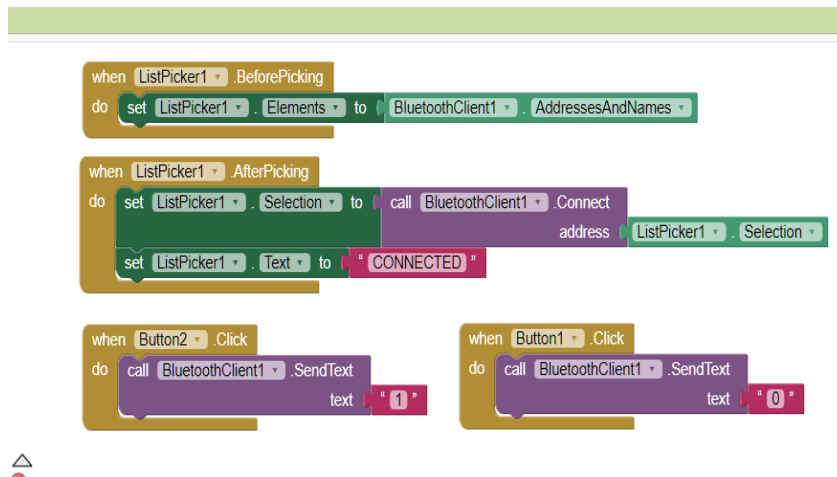 when ListPicker1 .BeforePicking
do set ListPicker1 . Elements to BluetoothClient1 . AddressesAndNames
when ListPicker1 .AfterPicking
do set ListPicker1 . Selection to call BluetoothClient1 .Connect
address ListPicker1 . Selection
set ListPicker1 . Text to " CONNECTED "
when Button2 .Click
do call BluetoothClient1 .SendText
text " 1 "
when Button1 .Click
do call BluetoothClient1 .SendText
text " 0 "